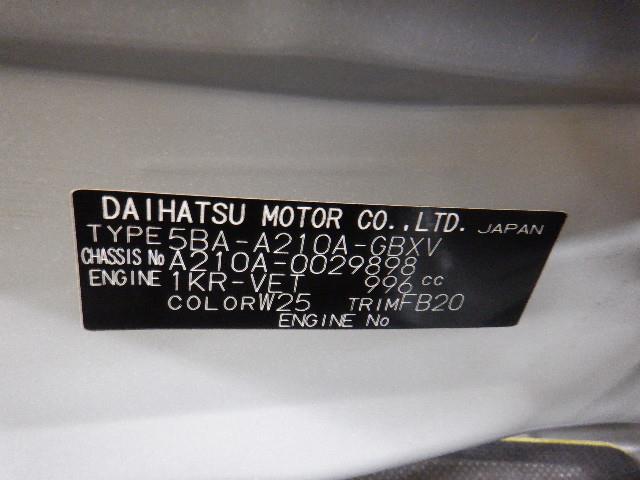 DAIHATSU MOTOR CO.,LTD. JAPAN
TYPE 5BA-A210A-GBXV
CHASSIS No A210A-0029898
ENGINE 1KR-VET 996 cc
COLOR W25 TRIM FB20
ENGINE No